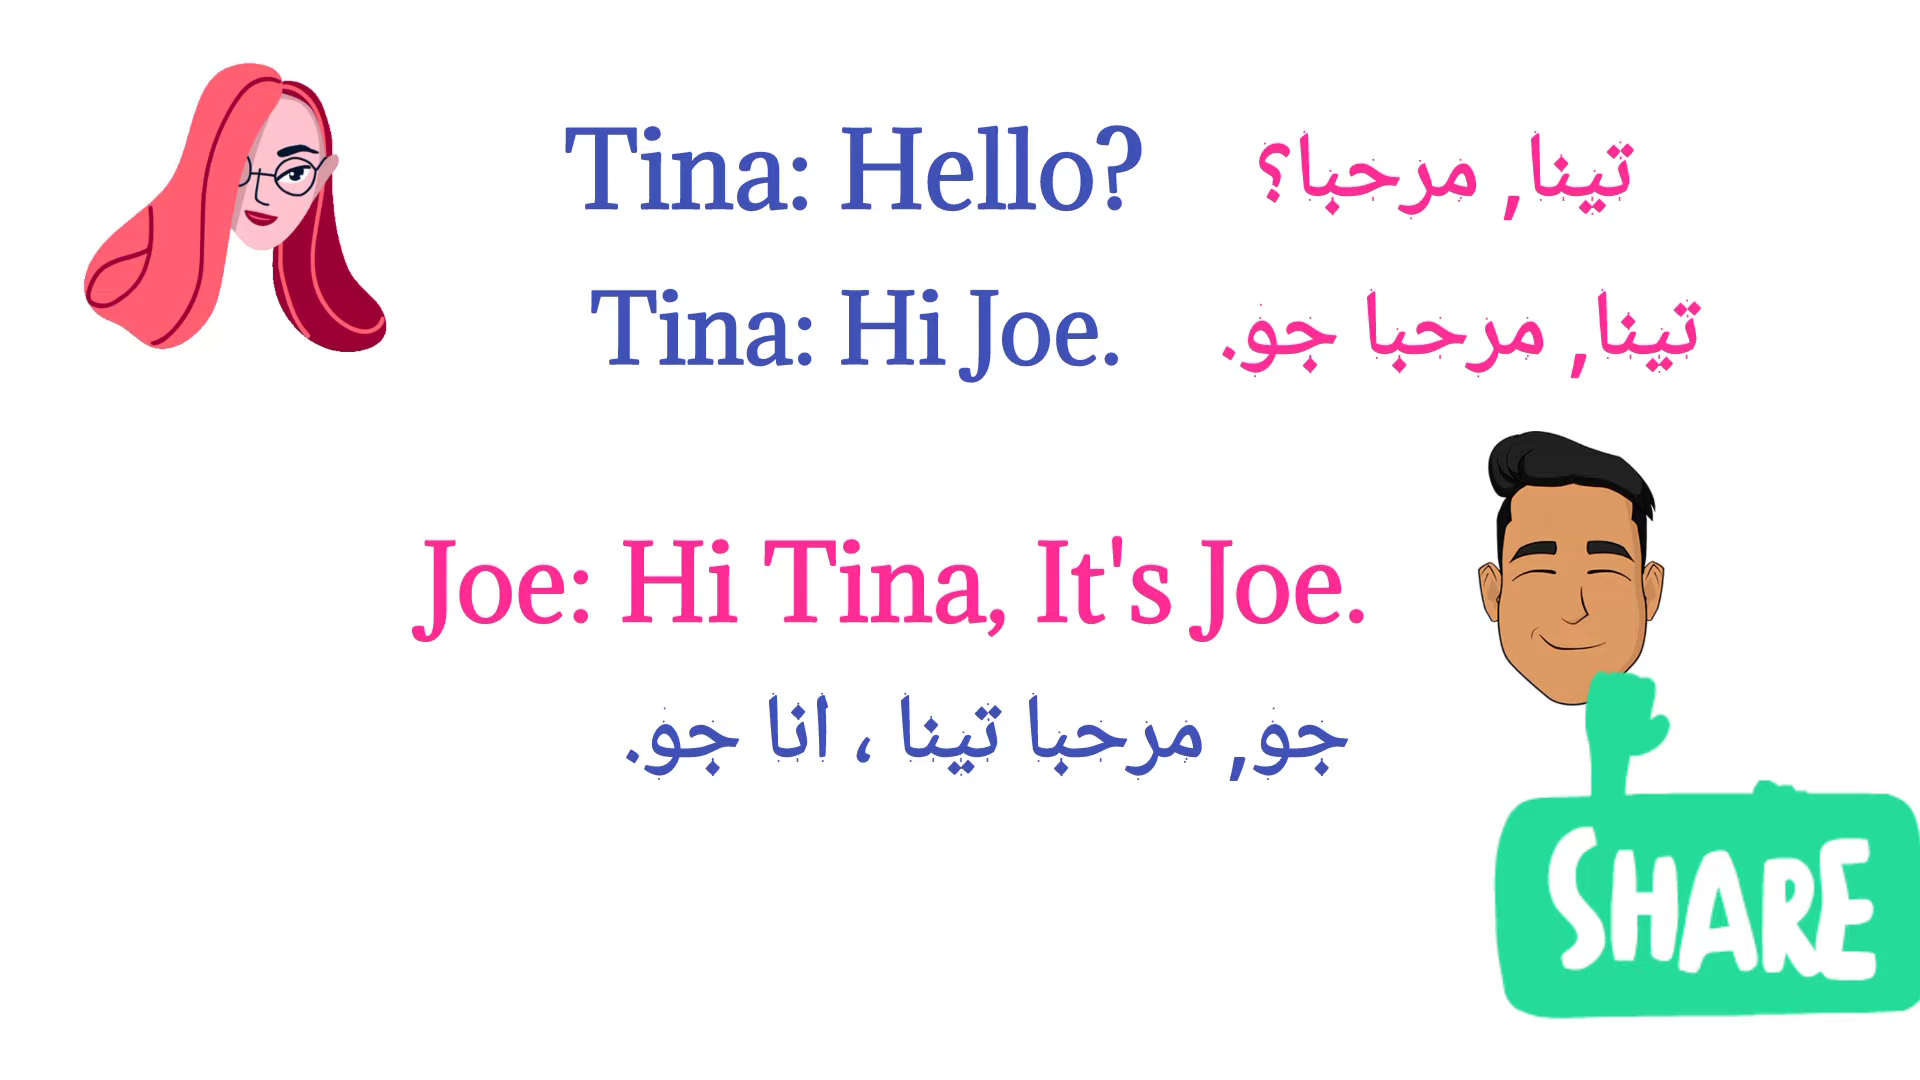 Tina: Hello?
تينا, مرحبا؟
Tina: Hi Joe.
تينا, مرحبا جو.
Joe: Hi Tina, It's Joe.
جو, مرحبا تينا ، انا جو.
SHARE